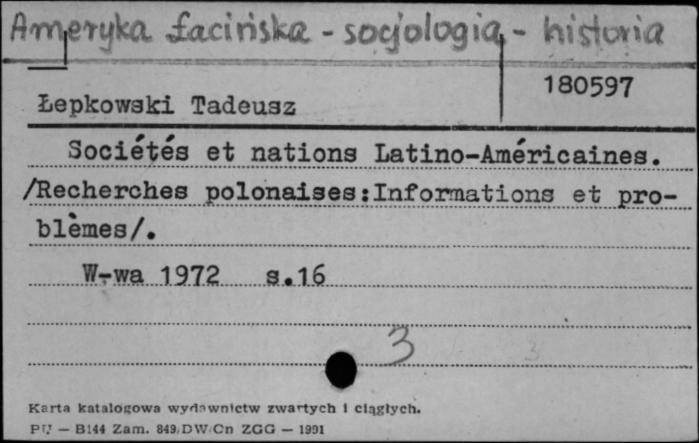 Ameryka Łacińska - socjologia, - historia
180597
Łepkowski Tadeusz
Sociétés et nations Latino-Américaines.
/Recherches polonaises:Informations et pro-
blèmes/.
W-wa 1972 s.16
3
3
Karta katalogowa wydawnictw zwartych i ciągłych.
PU — B144 Zam. 849/DW/Cn ZGG — 1991